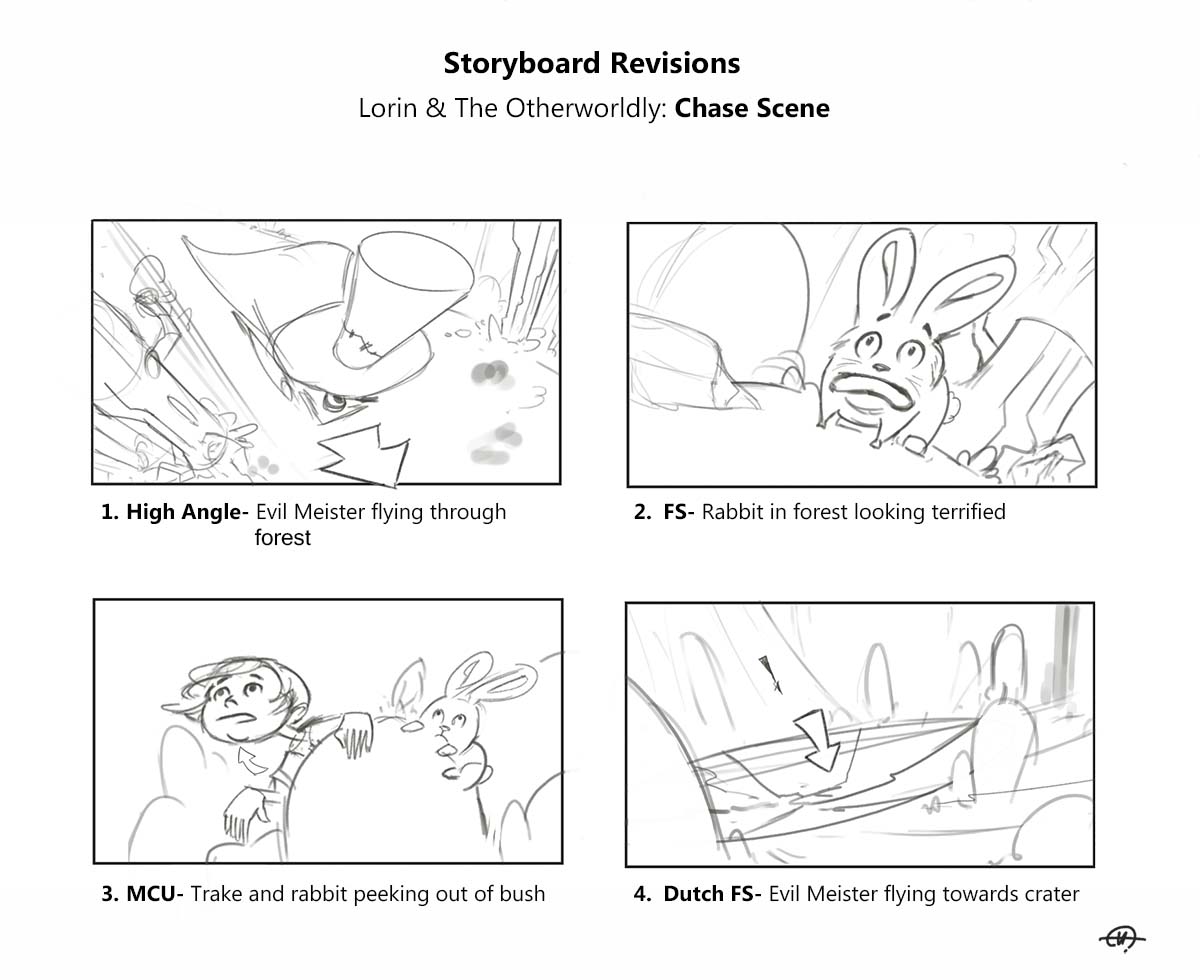 Storyboard Revisions
Lorin & The Otherworldly: Chase Scene
1. High Angle- Evil Meister flying through
forest
2. FS- Rabbit in forest looking terrified
3. MCU- Trake and rabbit peeking out of bush
4. Dutch FS- Evil Meister flying towards crater